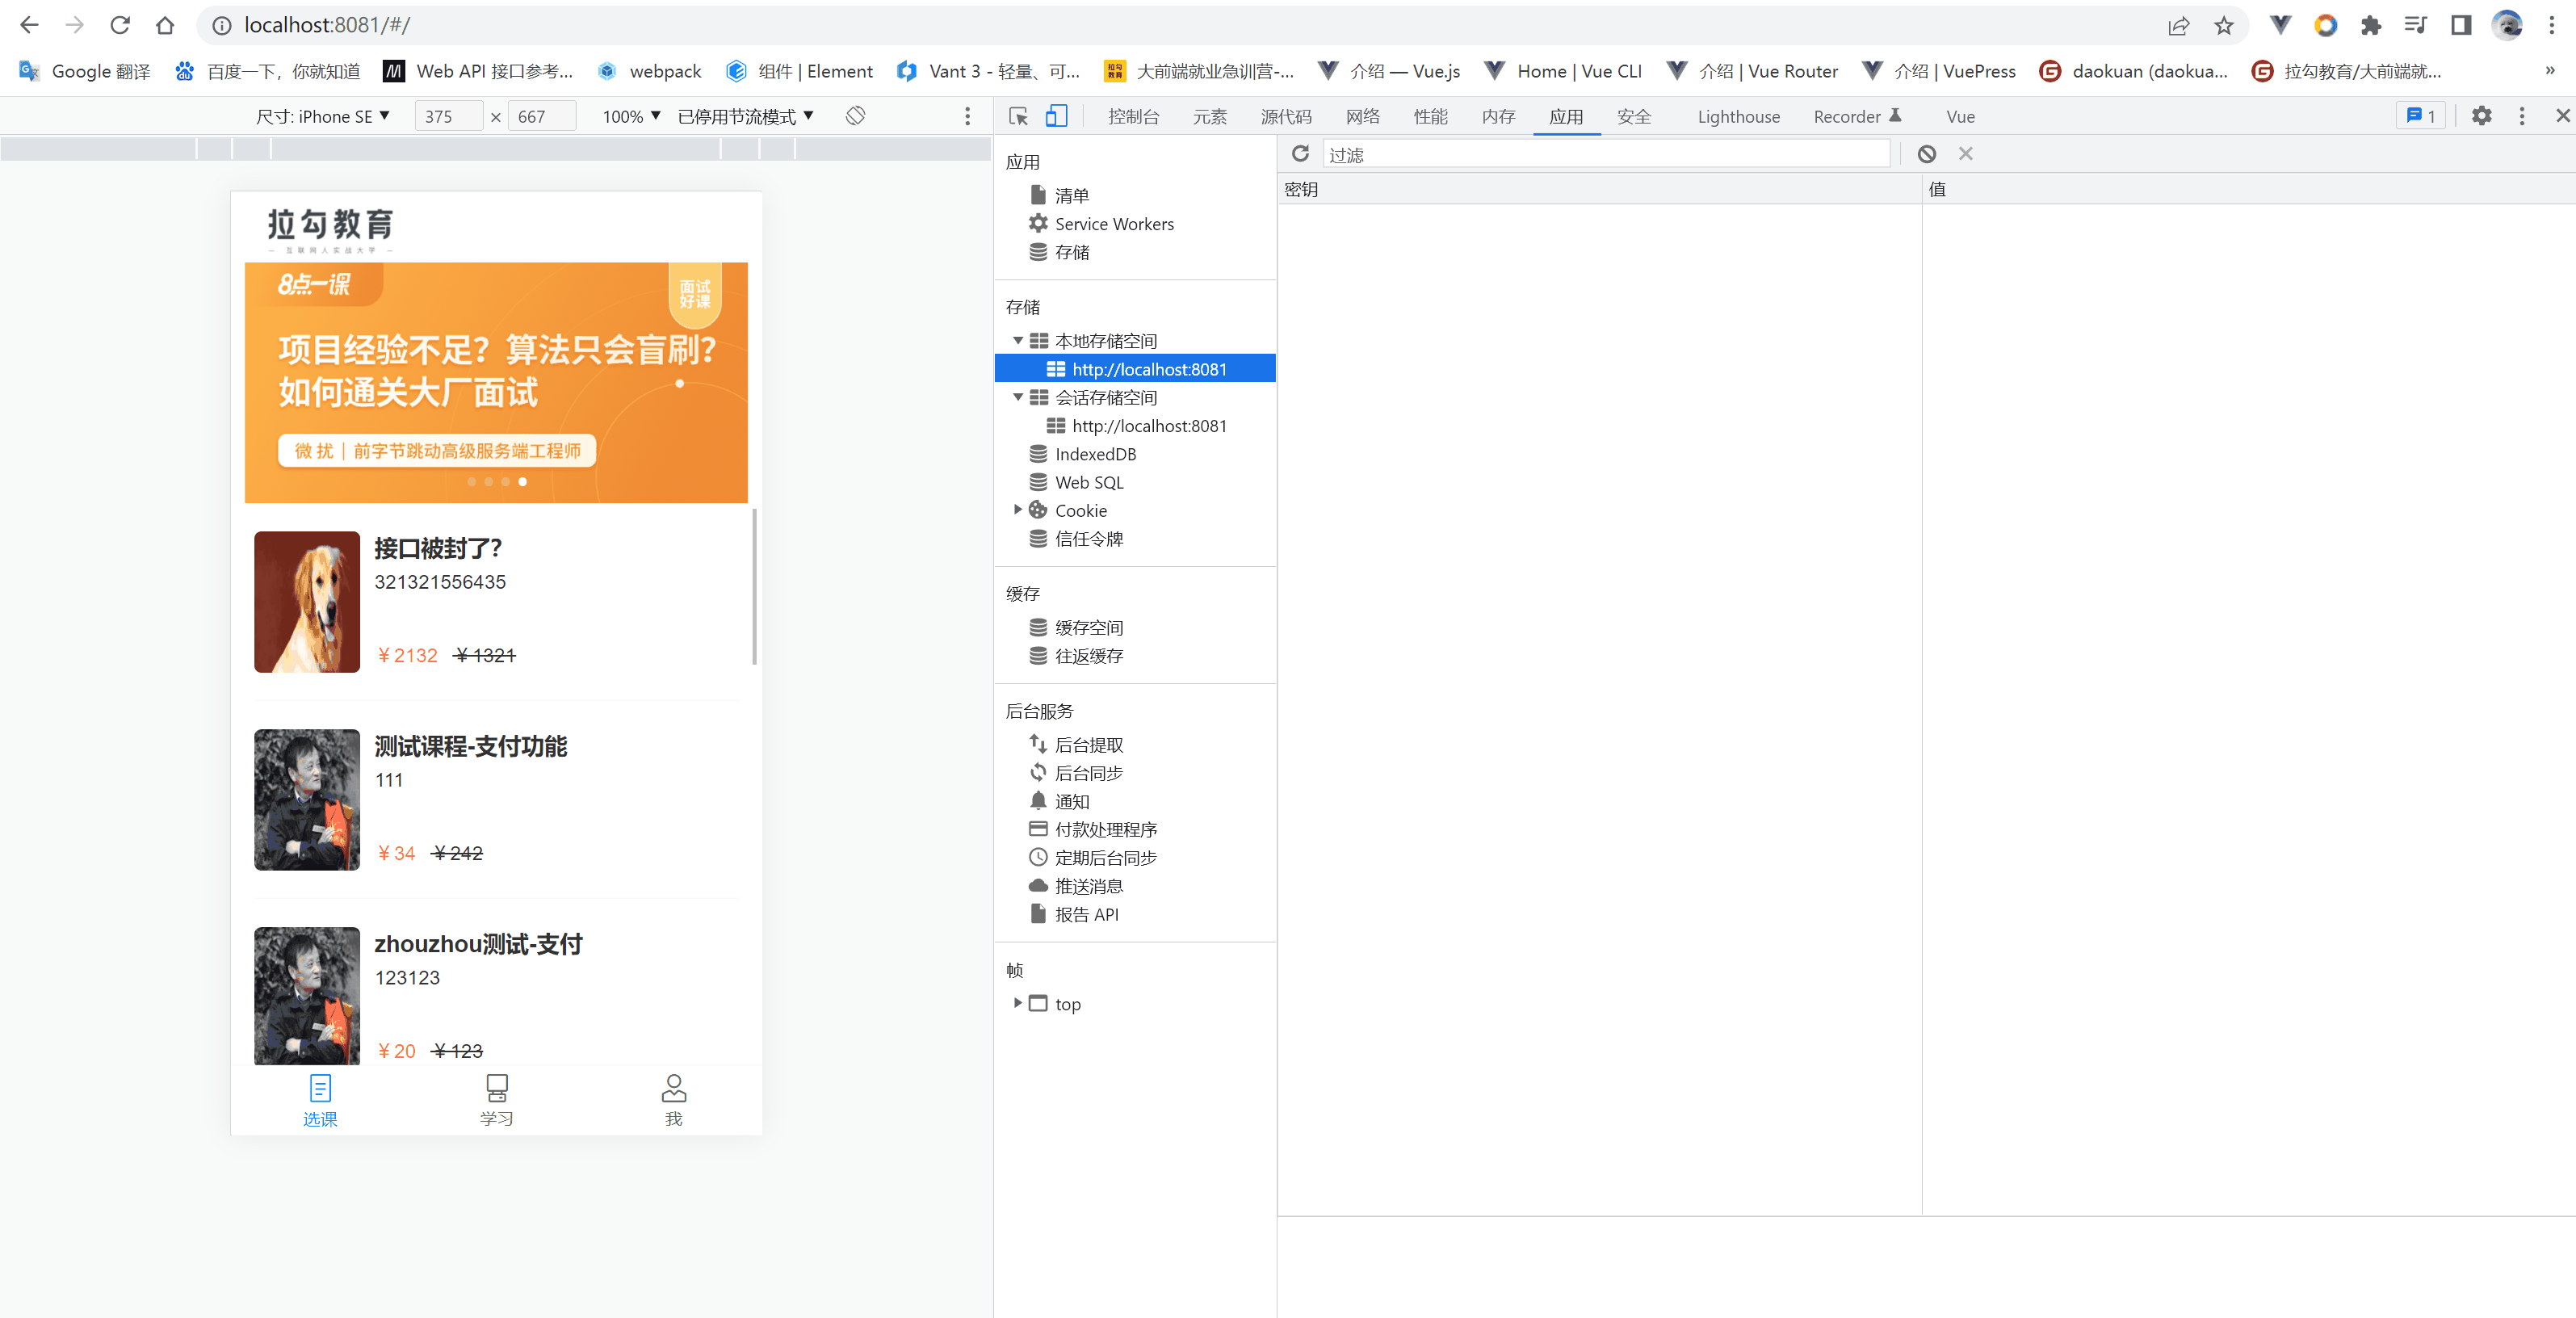 localhost:8081/#/
Google 翻译
百度一下，你就知道
Web API 接口参考...
webpack
组件 | Element
Vant 3 - 轻量、可...
大前端就业急训营-...
介绍 — Vue.js
Home | Vue CLI
介绍 | Vue Router
介绍 | VuePress
daokuan (daokua...
拉勾教育/大前端就...
»
尺寸: iPhone SE ▼ 375 × 667 100% ▼ 已停用节流模式 ▼
控制台 元素 源代码 网络 性能 内存 应用 安全 Lighthouse Recorder Vue 1
拉勾教育
— 互联网人实战大学 —
8点一课
面试
好课
项目经验不足？算法只会盲刷？
如何通关大厂面试
微扰 | 前字节跳动高级服务端工程师
接口被封了？
321321556435
¥ 2132 ¥ 1321
测试课程-支付功能
111
¥ 34 ¥ 242
zhouzhou测试-支付
123123
¥ 20 ¥ 123
选课 学习 我
应用
清单
Service Workers
存储
存储
本地存储空间
http://localhost:8081
会话存储空间
http://localhost:8081
IndexedDB
Web SQL
Cookie
信任令牌
缓存
缓存空间
往返缓存
后台服务
后台提取
后台同步
通知
付款处理程序
定期后台同步
推送消息
报告 API
帧
top
过滤
密钥 值